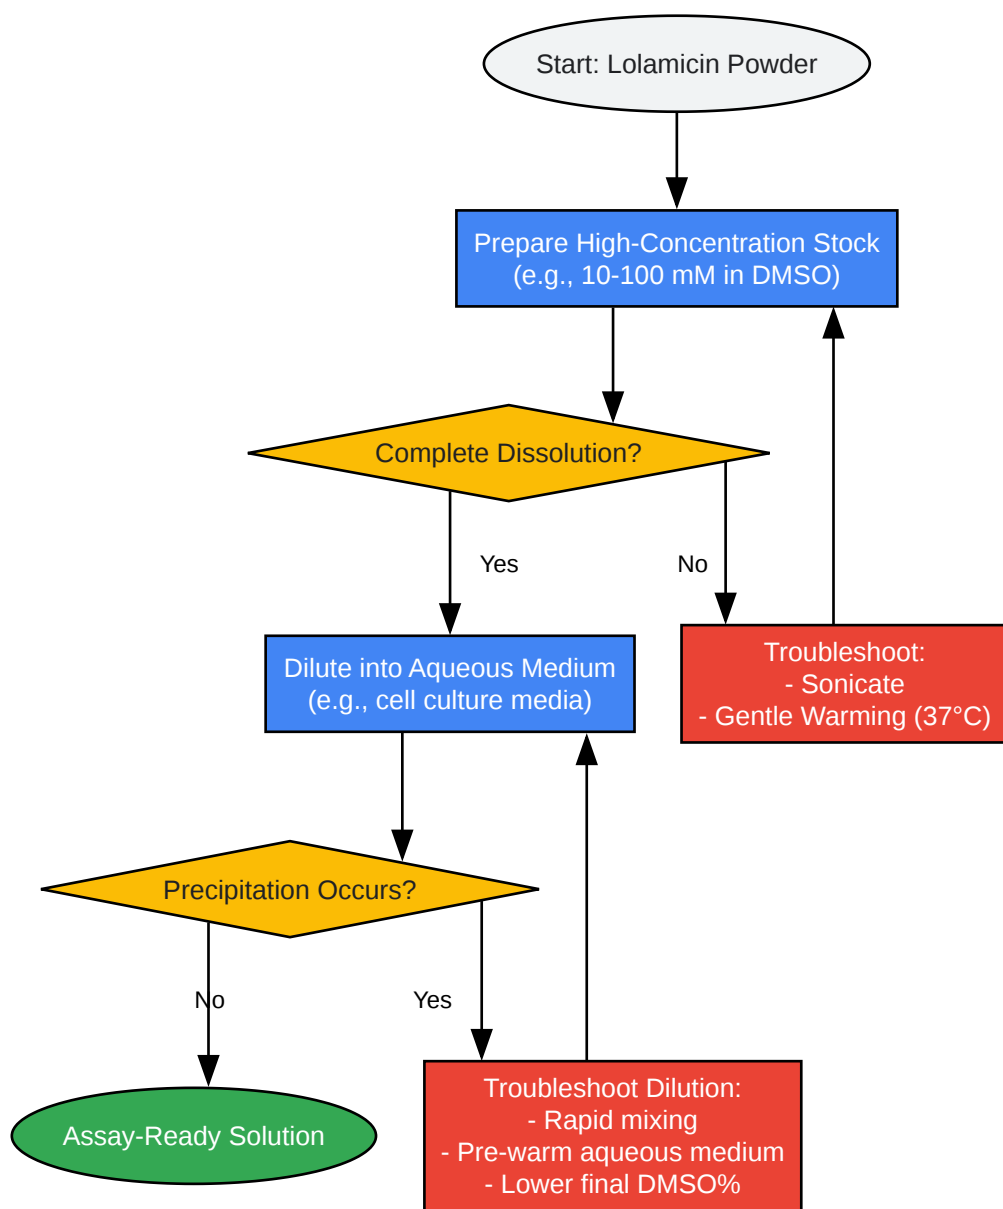 Start: Lolamicin Powder
Prepare High-Concentration Stock
(e.g., 10-100 mM in DMSO)
Complete Dissolution?
Yes
No
Dilute into Aqueous Medium
(e.g., cell culture media)
Troubleshoot:
- Sonicate
- Gentle Warming (37°C)
Precipitation Occurs?
No
Yes
Assay-Ready Solution
Troubleshoot Dilution:
- Rapid mixing
- Pre-warm aqueous medium
- Lower final DMSO%